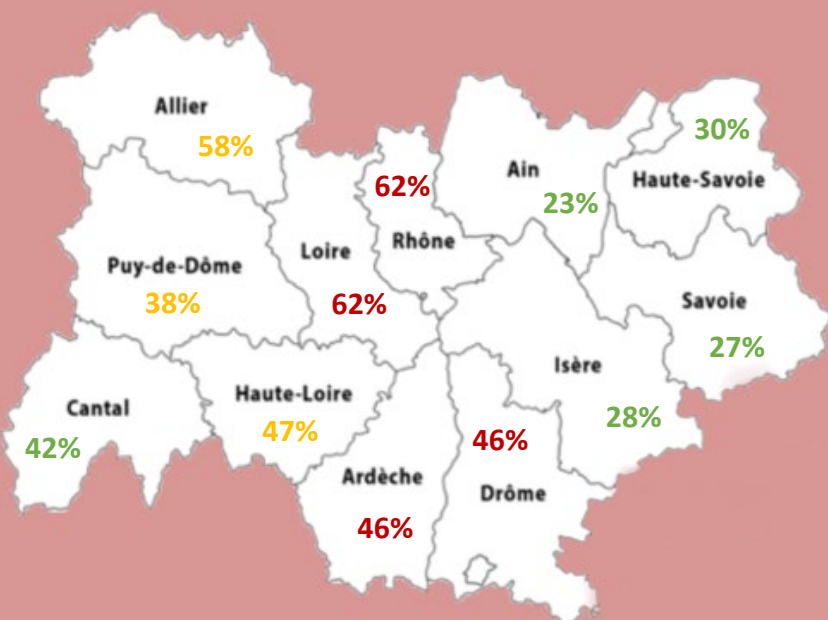 Allier
58%
30%
Ain
Haute-Savoie
62%
23%
Rhône
Loire
Puy-de-Dôme
38%
62%
Savoie
27%
Isère
Haute-Loire
Cantal
28%
47%
46%
42%
Ardèche
Drôme
46%